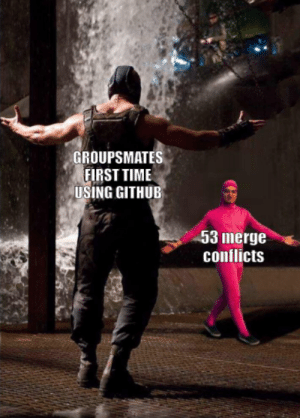 GROUPSMATES
FIRST TIME
USING GITHUB
53 merge
conflicts